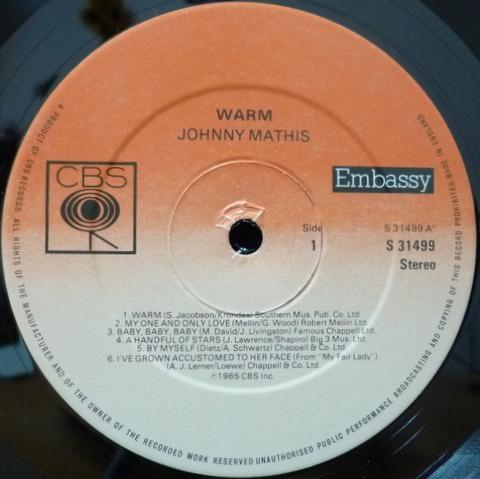 WARM
JOHNNY MATHIS
CBS
Embassy
Side
1
S 31499 A
S 31499
Stereo
1. WARM (S. Jacobson/Krondes) Southern Mus. Pub. Co. Ltd.
2. MY ONE AND ONLY LOVE (Mellin/G. Wood) Robert Mellin Ltd.
3. BABY, BABY, BABY (M. David/J. Livingston) Famous Chappell Ltd.
4. A HANDFUL OF STARS (J. Lawrence/Shapiro) Big 3 Mus. Ltd.
5. BY MYSELF (Dietz/A. Schwartz) Chappell & Co. Ltd.
6. I'VE GROWN ACCUSTOMED TO HER FACE (From "My Fair Lady")
(A. J. Lerner/Loewe) Chappell & Co. Ltd.
℗1965 CBS Inc.
A PRODUCT OF CBS RECORDS. ALL RIGHTS OF THE MANUFACTURER AND OF THE OWNER OF THE RECORDED WORK RESERVED UNAUTHORISED PUBLIC PERFORMANCE BROADCASTING AND COPYING OF THIS RECORD PROHIBITED MADE IN ENGLAND